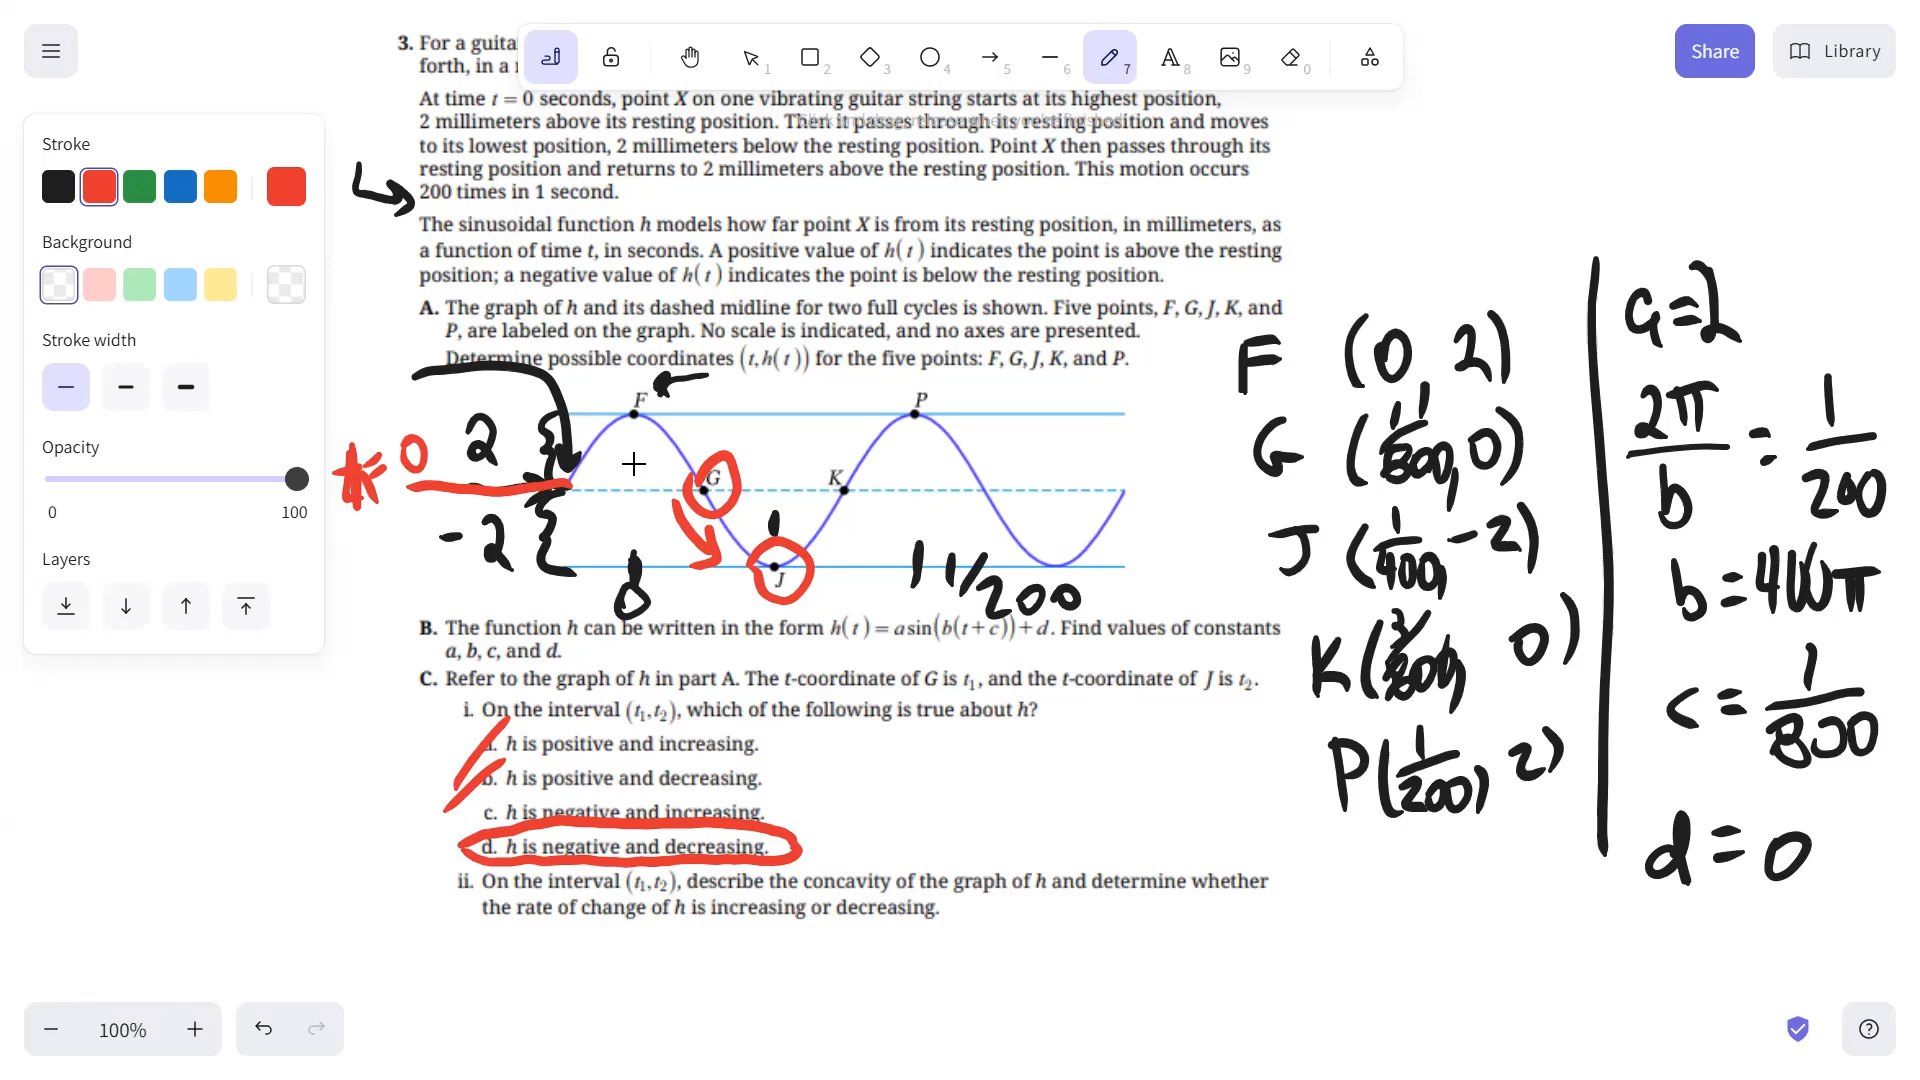 3. For a guita
forth, in a
At time t = 0 seconds, point X on one vibrating guitar string starts at its highest position,
2 millimeters above its resting position. Then it passes through its resting position and moves
to its lowest position, 2 millimeters below the resting position. Point X then passes through its
resting position and returns to 2 millimeters above the resting position. This motion occurs
200 times in 1 second.
The sinusoidal function h models how far point X is from its resting position, in millimeters, as
a function of time t, in seconds. A positive value of h(t) indicates the point is above the resting
position; a negative value of h(t) indicates the point is below the resting position.
A. The graph of h and its dashed midline for two full cycles is shown. Five points, F, G, J, K, and
P, are labeled on the graph. No scale is indicated, and no axes are presented.
Determine possible coordinates (t, h(t)) for the five points: F, G, J, K, and P.
F
P
G
K
J
2
0
-2
0
1/200
B. The function h can be written in the form h(t) = a sin(b(t+c))+d. Find values of constants
a, b, c, and d.
C. Refer to the graph of h in part A. The t-coordinate of G is t₁, and the t-coordinate of J is t₂.
i. On the interval (t₁, t₂), which of the following is true about h?
a. h is positive and increasing.
b. h is positive and decreasing.
c. h is negative and increasing.
d. h is negative and decreasing.
ii. On the interval (t₁, t₂), describe the concavity of the graph of h and determine whether
the rate of change of h is increasing or decreasing.
F (0, 2)
G (1/800, 0)
J (1/400, -2)
K (3/800, 0)
P (1/200, 2)
a=2
2π/b = 1/200
b=400π
c=1/800
d=0
Stroke
Background
Stroke width
Opacity
0 100
Layers
1
2
3
4
5
6
7
8
9
0
Share
Library
100%